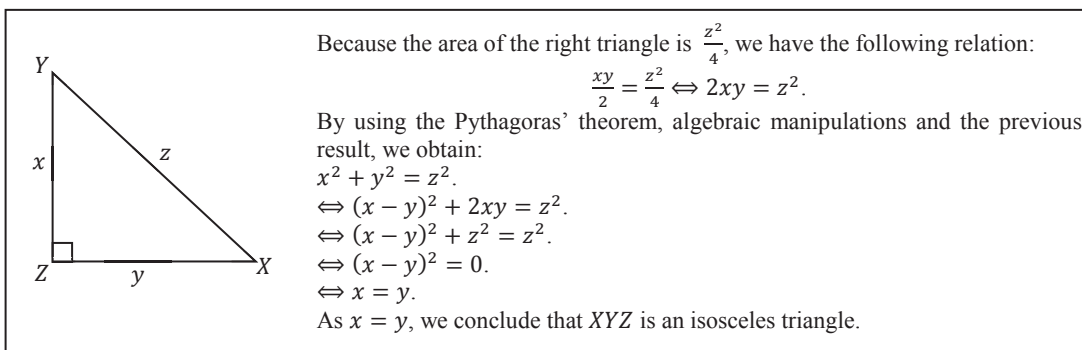 Y
x
z
Z
y
X
Because the area of the right triangle is z²/4, we have the following relation:
xy/2 = z²/4 ⇔ 2xy = z².
By using the Pythagoras’ theorem, algebraic manipulations and the previous
result, we obtain:
x² + y² = z².
⇔ (x − y)² + 2xy = z².
⇔ (x − y)² + z² = z².
⇔ (x − y)² = 0.
⇔ x = y.
As x = y, we conclude that XYZ is an isosceles triangle.